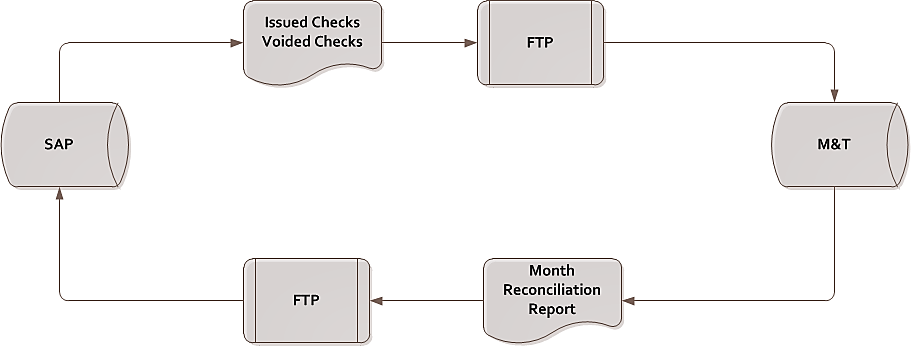 Issued Checks
Voided Checks
FTP
SAP
M&T
FTP
Month
Reconciliation
Report